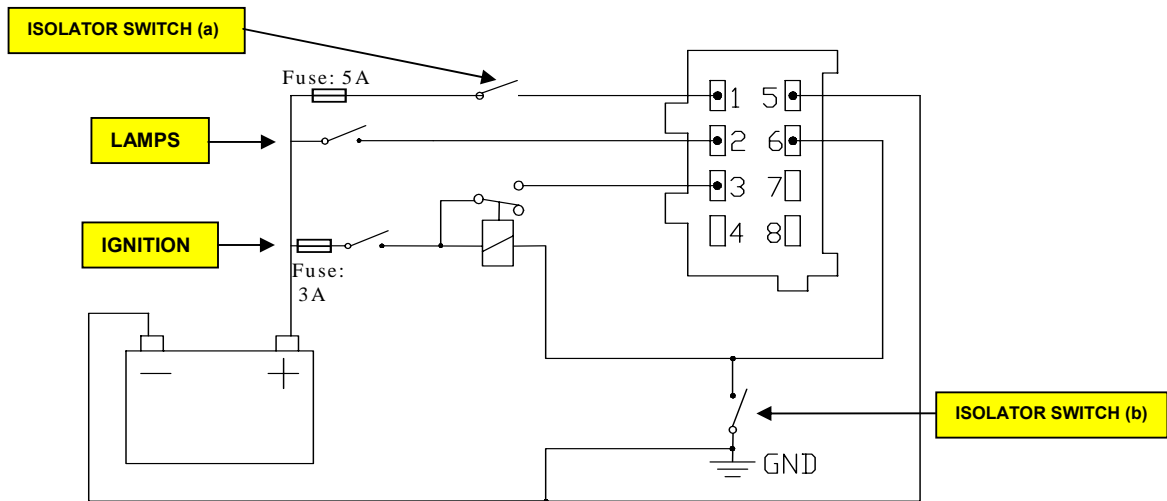 ISOLATOR SWITCH (a)
Fuse: 5A
LAMPS
IGNITION
Fuse:
3A
1 5
2 6
3 7
4 8
ISOLATOR SWITCH (b)
GND